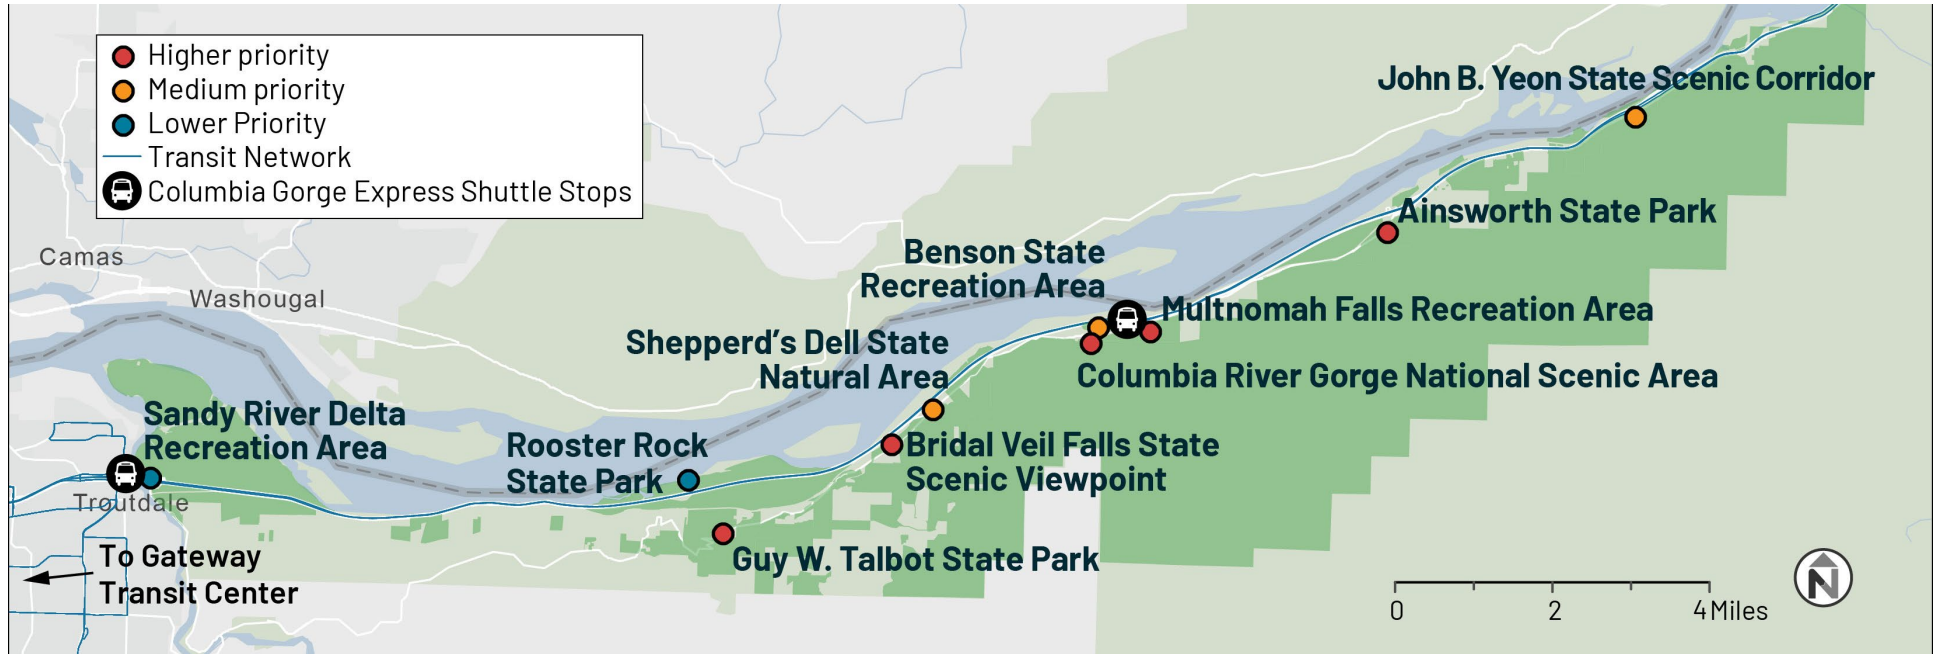 Higher priority
Medium priority
Lower Priority
Transit Network
Columbia Gorge Express Shuttle Stops
John B. Yeon State Scenic Corridor
Ainsworth State Park
Camas
Washougal
Benson State
Recreation Area
Multnomah Falls Recreation Area
Shepperd's Dell State
Natural Area
Columbia River Gorge National Scenic Area
Sandy River Delta
Recreation Area
Rooster Rock
State Park
Bridal Veil Falls State
Scenic Viewpoint
Troutdale
To Gateway
Transit Center
Guy W. Talbot State Park
N
0 2 4 Miles